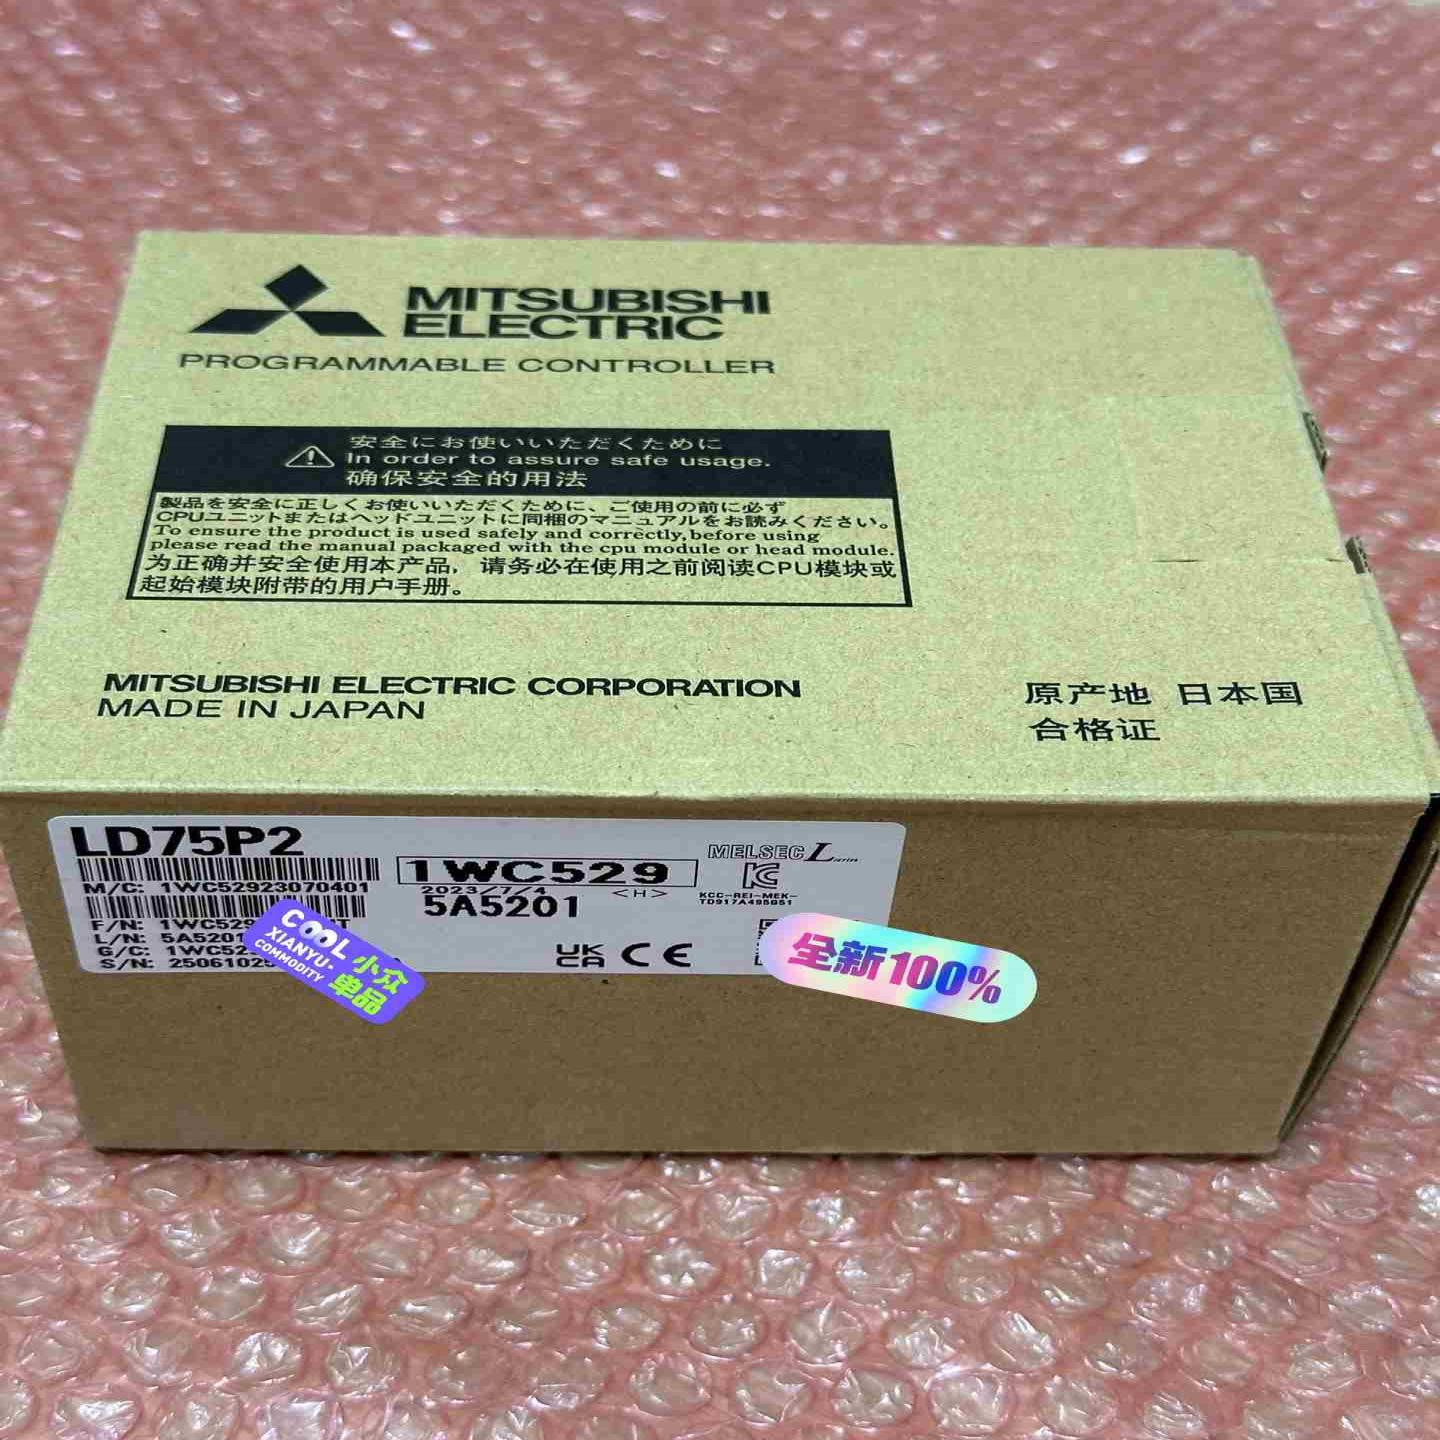 MITSUBISHI
ELECTRIC
PROGRAMMABLE CONTROLLER
安全にお使いいただくために
In order to assure safe usage.
确保安全的用法
製品を安全に正しくお使いいただくために、ご使用の前に必ず
CPUユニットまたはヘッドユニットに同梱のマニュアルをお読みください。
To ensure the product is used safely and correctly, before using
please read the manual packaged with the cpu module or head module.
为正确并安全使用本产品，请务必在使用之前阅读CPU模块或
起始模块附带的用户手册。
MITSUBISHI ELECTRIC CORPORATION
MADE IN JAPAN
原产地 日本国
合格证
LD75P2
M/C: 1WC52923070401
1WC529
2023/7/4 <H>
5A5201
MELSEC L series
KCC-REI-MEK-
TD917A495G51
F/N: 1WC529
L/N: 5A5201
G/C: 1WC52
S/N: 2506102
UK
CA CE
COOL
XIANYU·
COMMODITY
小众
单品
全新100%